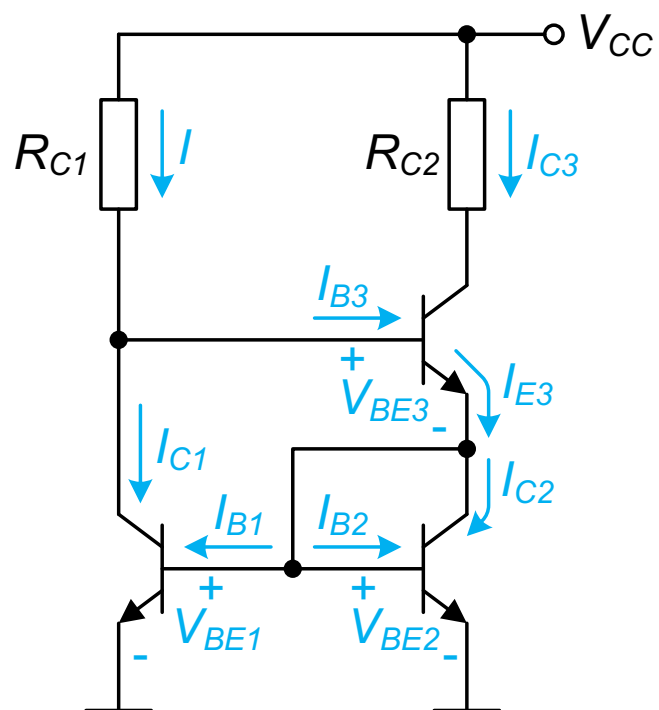 V_CC
R_C1
I
R_C2
I_C3
I_B3
+
V_BE3
-
I_E3
I_C1
I_C2
I_B1
I_B2
+
V_BE1
-
+
V_BE2
-